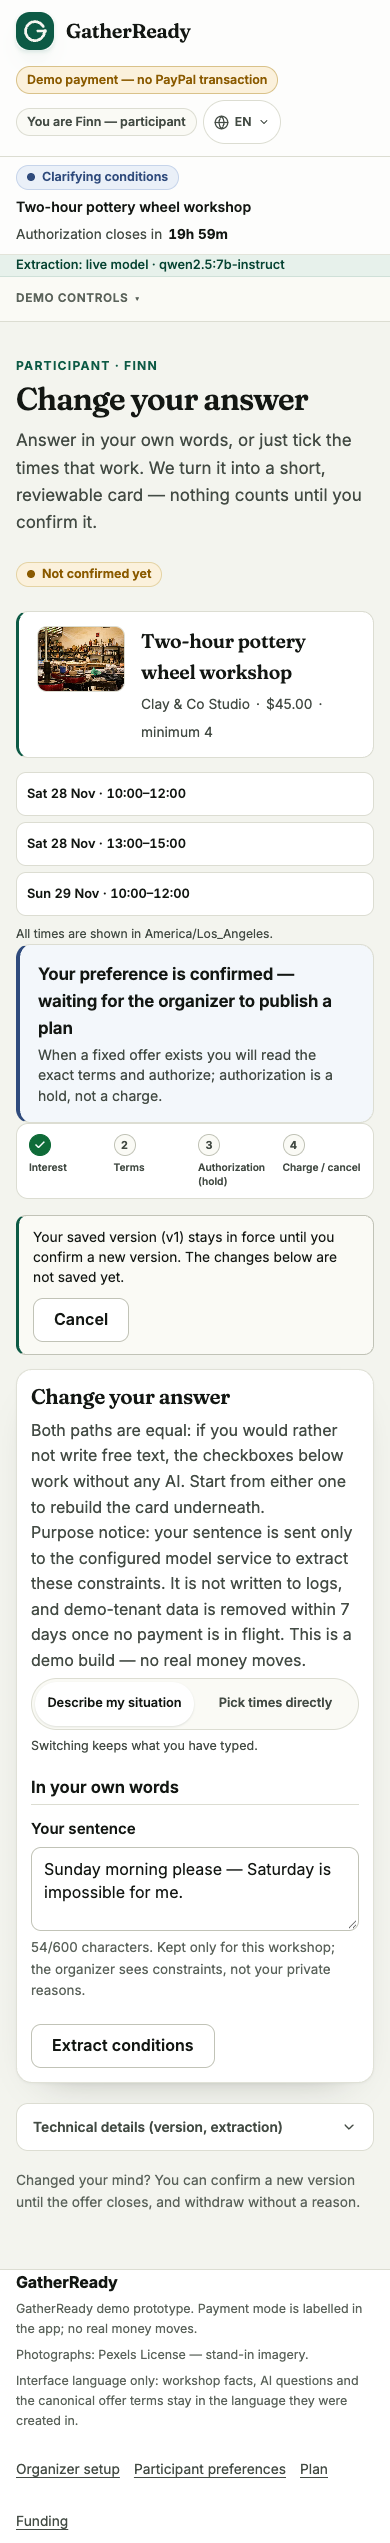 GatherReady
Demo payment — no PayPal transaction
You are Finn — participant
EN
Clarifying conditions
Two-hour pottery wheel workshop
Authorization closes in 19h 59m
Extraction: live model · qwen2.5:7b-instruct
DEMO CONTROLS
PARTICIPANT · FINN
Change your answer
Answer in your own words, or just tick the
times that work. We turn it into a short,
reviewable card — nothing counts until you
confirm it.
Not confirmed yet
Two-hour pottery
wheel workshop
Clay & Co Studio · $45.00 ·
minimum 4
Sat 28 Nov · 10:00–12:00
Sat 28 Nov · 13:00–15:00
Sun 29 Nov · 10:00–12:00
All times are shown in America/Los_Angeles.
Your preference is confirmed —
waiting for the organizer to publish a
plan
When a fixed offer exists you will read the
exact terms and authorize; authorization is a
hold, not a charge.
2 3 4
Interest Terms Authorization Charge / cancel
(hold)
Your saved version (v1) stays in force until you
confirm a new version. The changes below are
not saved yet.
Cancel
Change your answer
Both paths are equal: if you would rather
not write free text, the checkboxes below
work without any AI. Start from either one
to rebuild the card underneath.
Purpose notice: your sentence is sent only
to the configured model service to extract
these constraints. It is not written to logs,
and demo-tenant data is removed within 7
days once no payment is in flight. This is a
demo build — no real money moves.
Describe my situation Pick times directly
Switching keeps what you have typed.
In your own words
Your sentence
Sunday morning please — Saturday is
impossible for me.
54/600 characters. Kept only for this workshop;
the organizer sees constraints, not your private
reasons.
Extract conditions
Technical details (version, extraction)
Changed your mind? You can confirm a new version
until the offer closes, and withdraw without a reason.
GatherReady
GatherReady demo prototype. Payment mode is labelled in
the app; no real money moves.
Photographs: Pexels License — stand-in imagery.
Interface language only: workshop facts, AI questions and
the canonical offer terms stay in the language they were
created in.
Organizer setup Participant preferences Plan
Funding